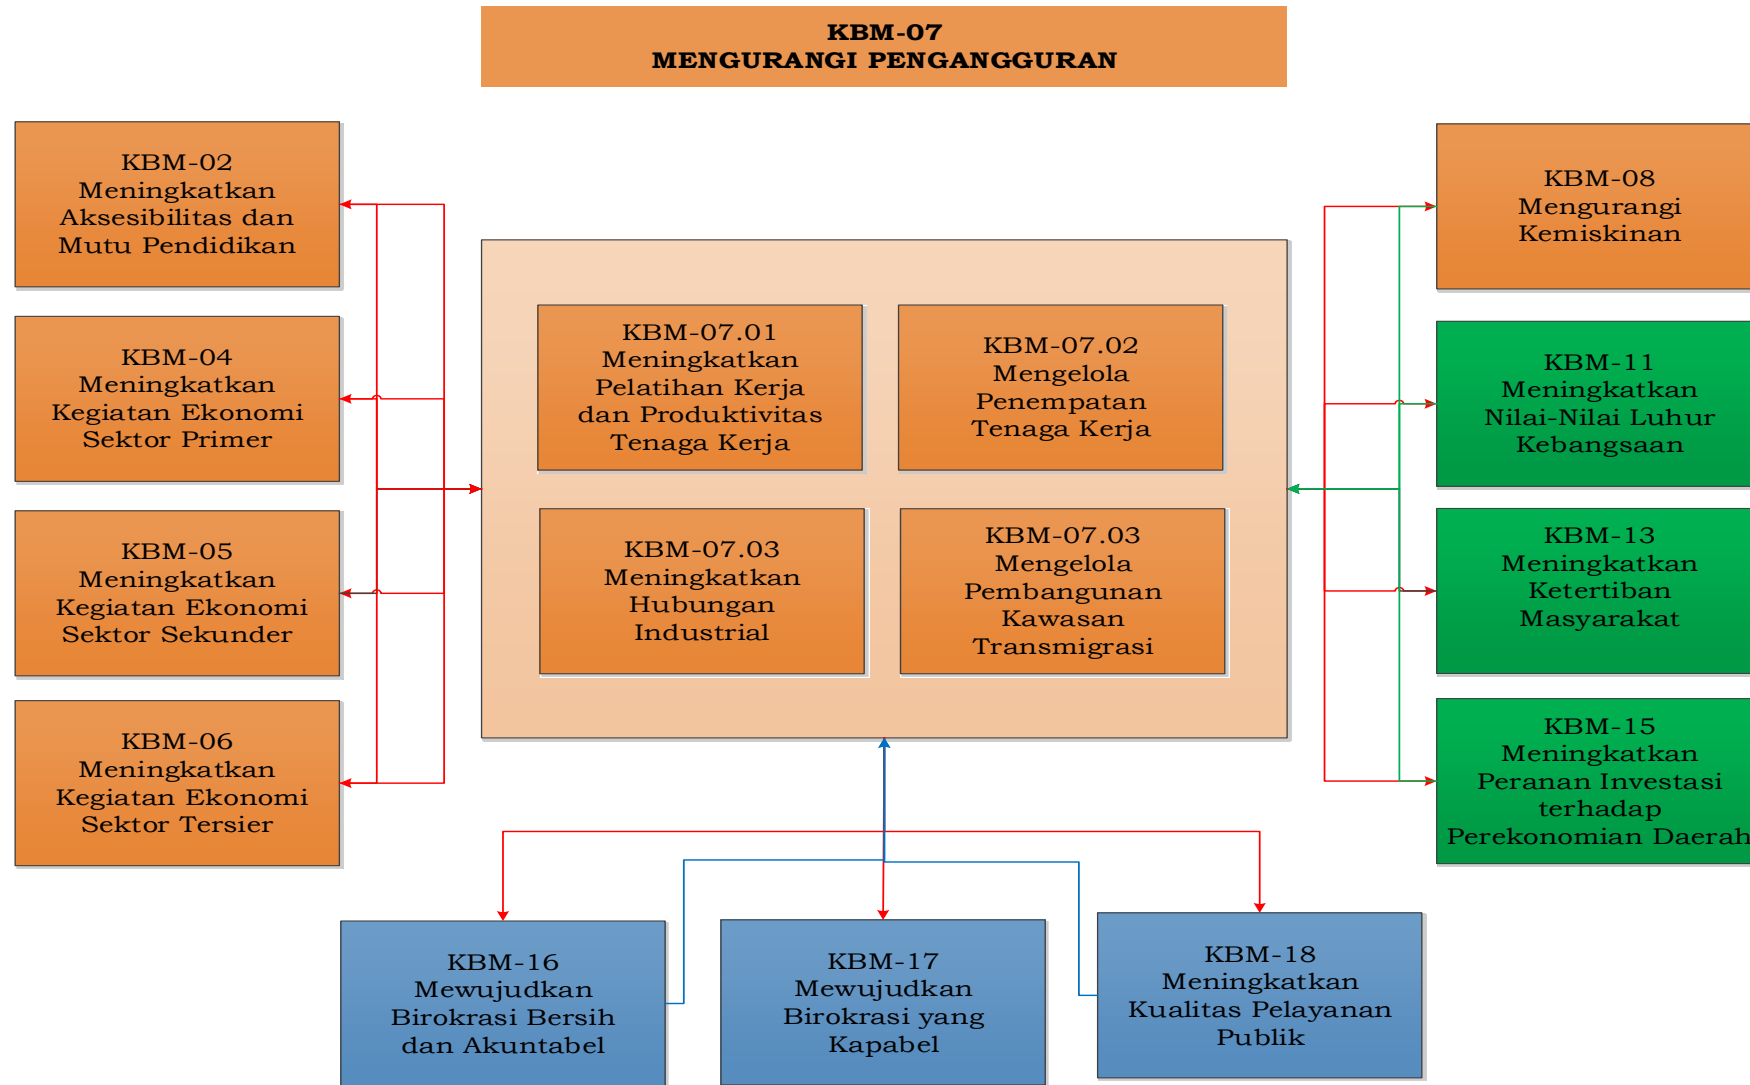 KBM-07
MENGURANGI PENGANGGURAN
KBM-02
Meningkatkan
Aksesibilitas dan
Mutu Pendidikan
KBM-04
Meningkatkan
Kegiatan Ekonomi
Sektor Primer
KBM-05
Meningkatkan
Kegiatan Ekonomi
Sektor Sekunder
KBM-06
Meningkatkan
Kegiatan Ekonomi
Sektor Tersier
KBM-07.01
Meningkatkan
Pelatihan Kerja
dan Produktivitas
Tenaga Kerja
KBM-07.02
Mengelola
Penempatan
Tenaga Kerja
KBM-07.03
Meningkatkan
Hubungan
Industrial
KBM-07.03
Mengelola
Pembangunan
Kawasan
Transmigrasi
KBM-08
Mengurangi
Kemiskinan
KBM-11
Meningkatkan
Nilai-Nilai Luhur
Kebangsaan
KBM-13
Meningkatkan
Ketertiban
Masyarakat
KBM-15
Meningkatkan
Peranan Investasi
terhadap
Perekonomian Daerah
KBM-16
Mewujudkan
Birokrasi Bersih
dan Akuntabel
KBM-17
Mewujudkan
Birokrasi yang
Kapabel
KBM-18
Meningkatkan
Kualitas Pelayanan
Publik